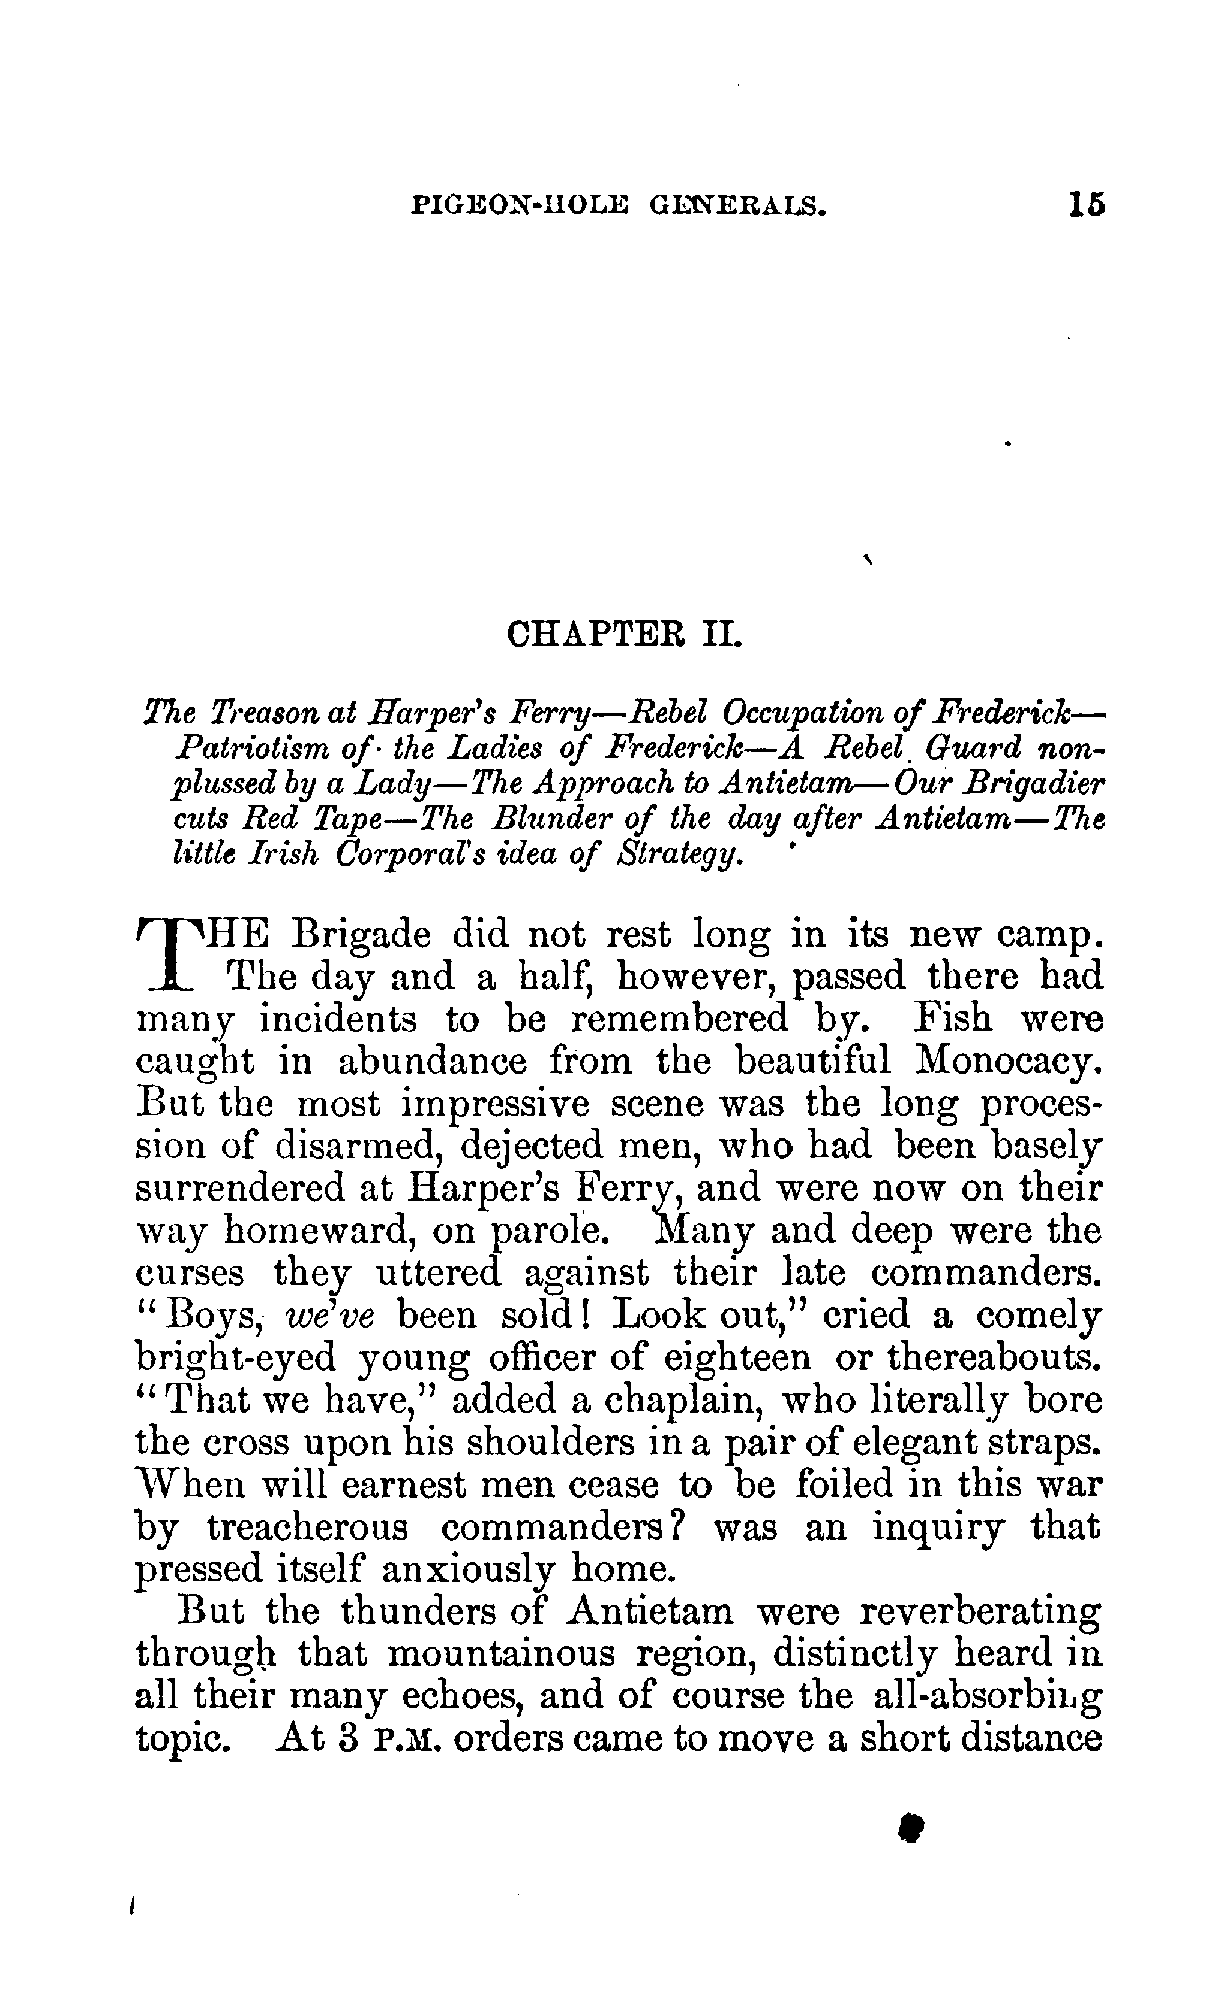 PIGEON-HOLE GENERALS. 15
CHAPTER II.
The Treason at Harper's Ferry—Rebel Occupation of Frederick—
Patriotism of the Ladies of Frederick—A Rebel Guard non-
plussed by a Lady—The Approach to Antietam—Our Brigadier
cuts Red Tape—The Blunder of the day after Antietam—The
little Irish Corporal's idea of Strategy.
THE Brigade did not rest long in its new camp.
The day and a half, however, passed there had
many incidents to be remembered by. Fish were
caught in abundance from the beautiful Monocacy.
But the most impressive scene was the long proces-
sion of disarmed, dejected men, who had been basely
surrendered at Harper's Ferry, and were now on their
way homeward, on parole. Many and deep were the
curses they uttered against their late commanders.
"Boys, we've been sold! Look out," cried a comely
bright-eyed young officer of eighteen or thereabouts.
"That we have," added a chaplain, who literally bore
the cross upon his shoulders in a pair of elegant straps.
When will earnest men cease to be foiled in this war
by treacherous commanders? was an inquiry that
pressed itself anxiously home.
But the thunders of Antietam were reverberating
through that mountainous region, distinctly heard in
all their many echoes, and of course the all-absorbing
topic. At 3 P.M. orders came to move a short distance